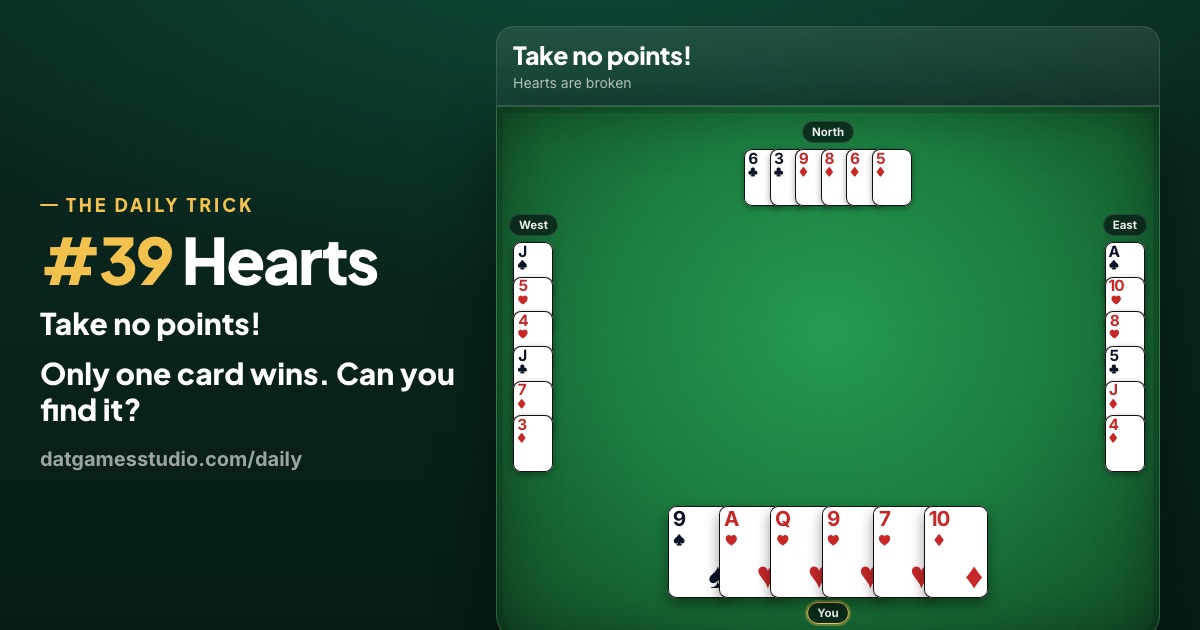 — THE DAILY TRICK
#39 Hearts
Take no points!
Only one card wins. Can you
find it?
datgamesstudio.com/daily
Take no points!
Hearts are broken
North
6♣ 3♣ 9♦ 8♦ 6♦ 5♦
West
J♠
5♥
4♥
J♣
7♦
3♦
East
A♠
10♥
8♥
5♣
J♦
4♦
9♠ A♥ Q♥ 9♥ 7♥ 10♦
You